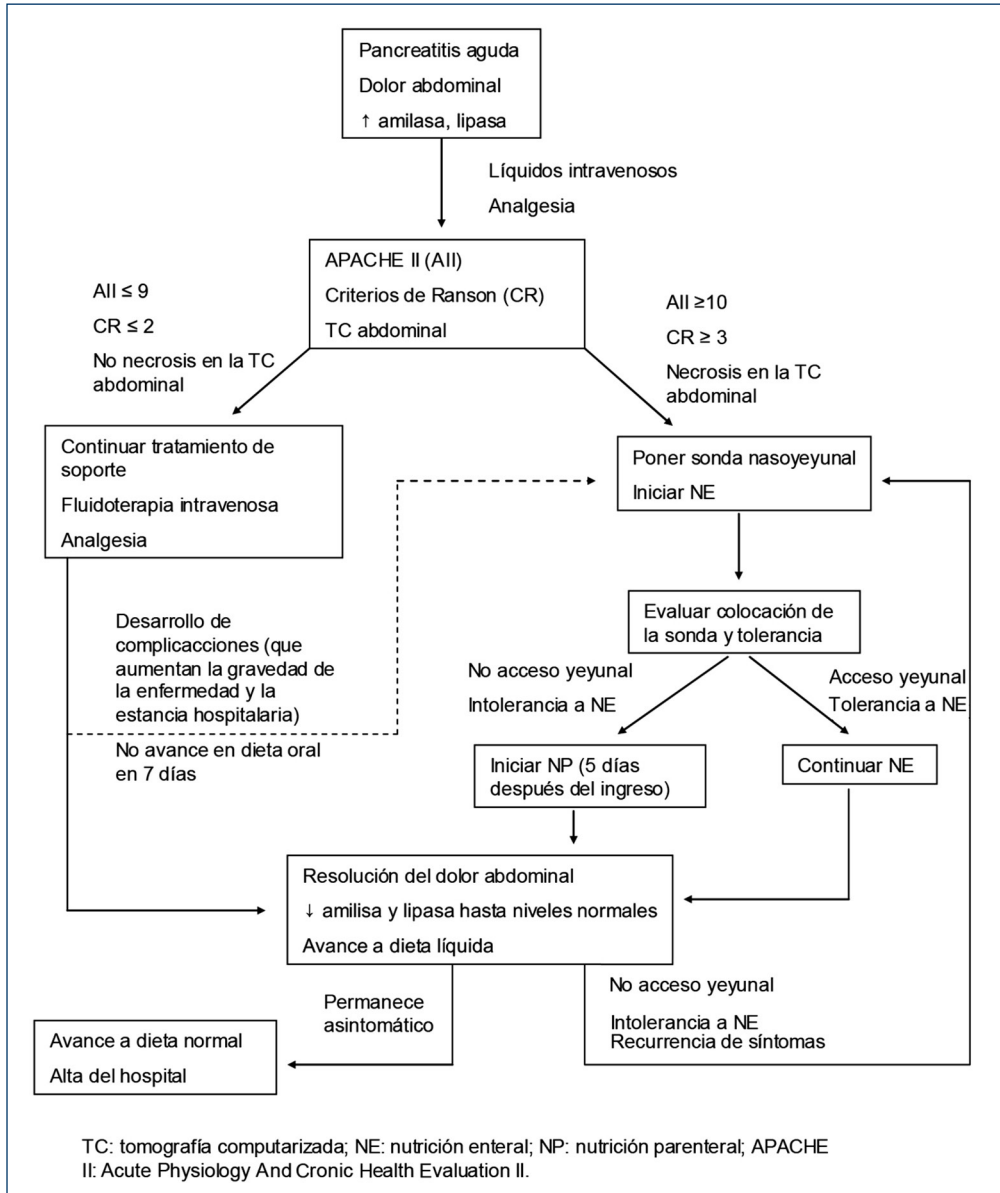 Pancreatitis aguda
Dolor abdominal
↑ amilasa, lipasa
Líquidos intravenosos
Analgesia
APACHE II (AII)
Criterios de Ranson (CR)
TC abdominal
AII ≤ 9
CR ≤ 2
No necrosis en la TC
abdominal
AII ≥10
CR ≥ 3
Necrosis en la TC
abdominal
Continuar tratamiento de
soporte
Fluidoterapia intravenosa
Analgesia
Poner sonda nasoyeyunal
Iniciar NE
Evaluar colocación de
la sonda y tolerancia
Desarrollo de
complicacciones (que
aumentan la gravedad de
la enfermedad y la
estancia hospitalaria)
No avance en dieta oral
en 7 días
No acceso yeyunal
Intolerancia a NE
Acceso yeyunal
Tolerancia a NE
Iniciar NP (5 días
después del ingreso)
Continuar NE
Resolución del dolor abdominal
↓ amilisa y lipasa hasta niveles normales
Avance a dieta líquida
Permanece
asintomático
No acceso yeyunal
Intolerancia a NE
Recurrencia de síntomas
Avance a dieta normal
Alta del hospital
TC: tomografía computarizada; NE: nutrición enteral; NP: nutrición parenteral; APACHE
II: Acute Physiology And Cronic Health Evaluation II.